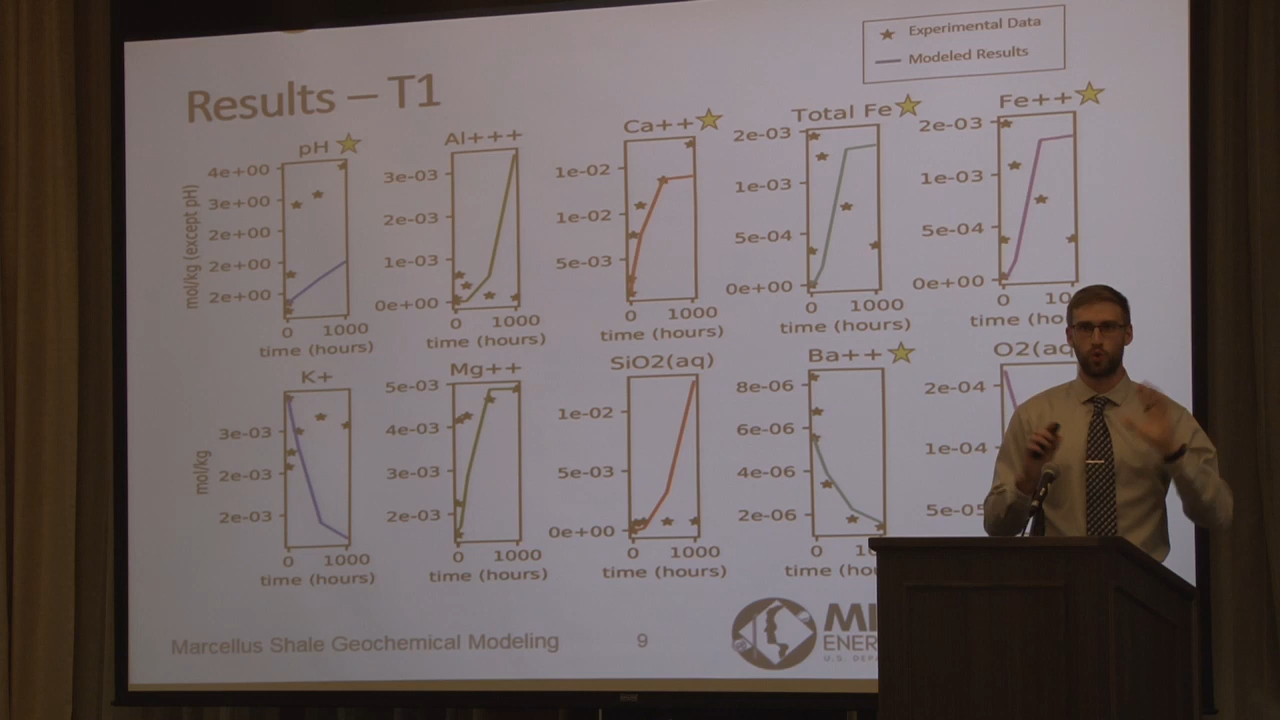 Experimental Data
Modeled Results
Results – T1
pH
Al+++
Ca++
Total Fe
Fe++
mol/kg (except pH)
4e+00
3e+00
2e+00
2e+00
2e+00
0 1000
time (hours)
3e-03
2e-03
1e-03
0e+00
0 1000
time (hours)
1e-02
1e-02
5e-03
0 1000
time (hours)
2e-03
1e-03
5e-04
0e+00
0 1000
time (hours)
2e-03
1e-03
5e-04
0e+00
0 10
time (ho
K+
Mg++
SiO2(aq)
Ba++
O2(aq
mol/kg
3e-03
2e-03
2e-03
0 1000
time (hours)
5e-03
4e-03
3e-03
2e-03
0 1000
time (hours)
1e-02
5e-03
0e+00
0 1000
time (hours)
8e-06
6e-06
4e-06
2e-06
0 1
time (ho
2e-04
1e-04
5e-05
Marcellus Shale Geochemical Modeling
9
MI
ENER
U.S. DEPA